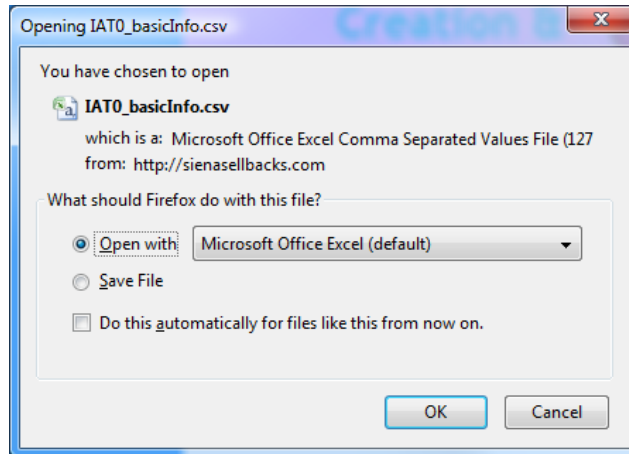 Opening IAT0_basicInfo.csv
Creation
You have chosen to open
IAT0_basicInfo.csv
which is a: Microsoft Office Excel Comma Separated Values File (127
from: http://sienasellbacks.com
What should Firefox do with this file?
Open with Microsoft Office Excel (default)
Save File
Do this automatically for files like this from now on.
OK Cancel